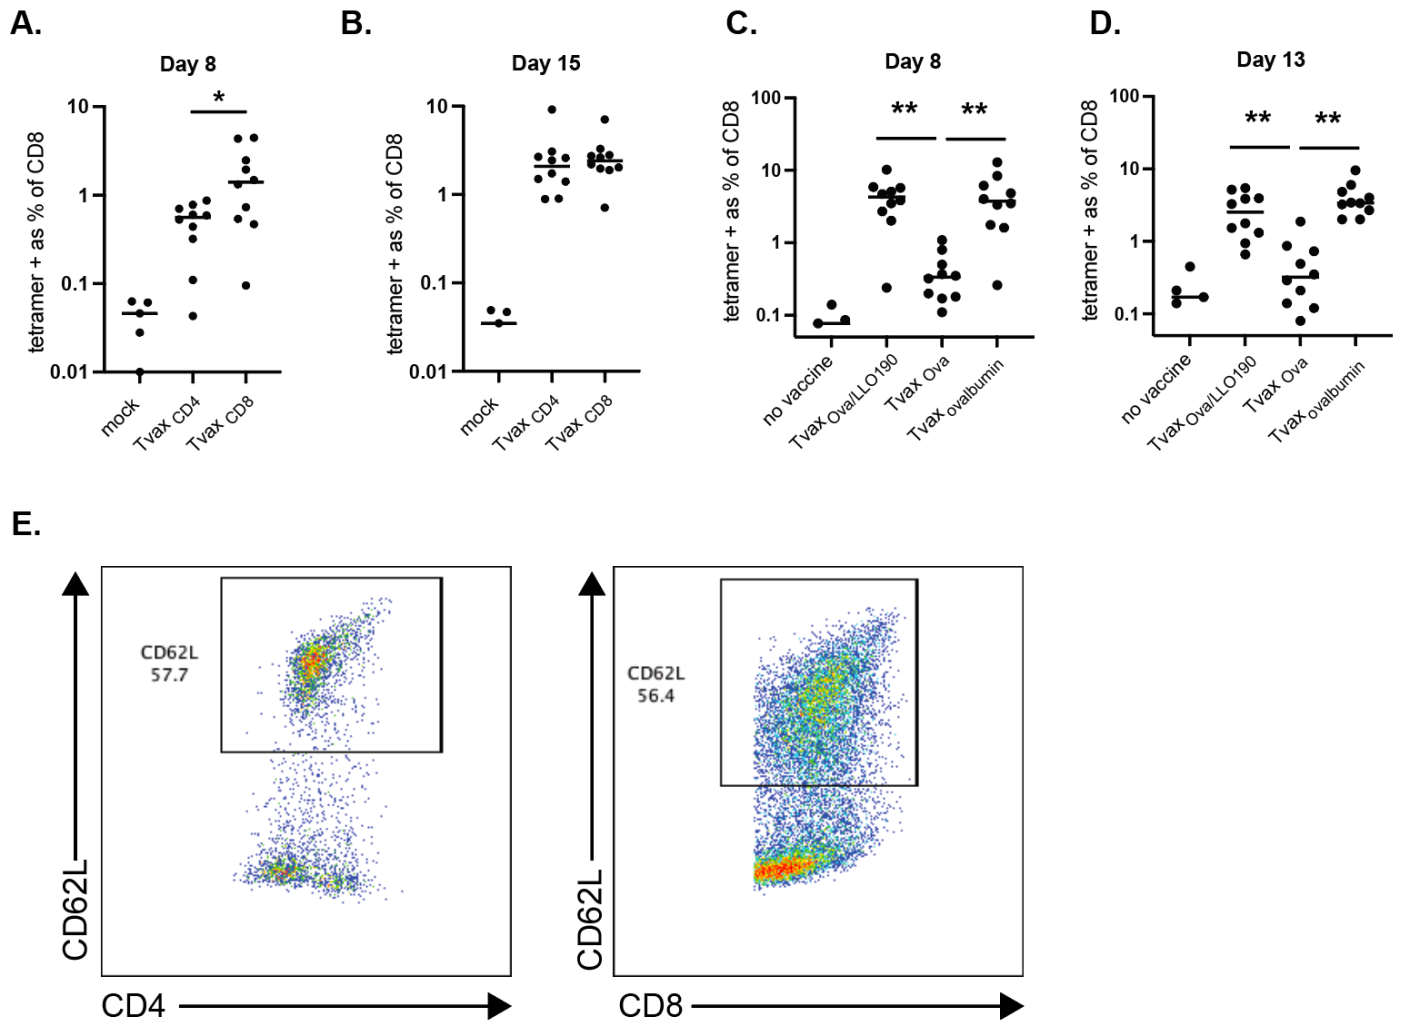 A.
B.
C.
D.
Day 8
Day 15
Day 8
Day 13
tetramer + as % of CD8
10
1
0.1
0.01
*
mock
Tvax CD4
Tvax CD8
tetramer + as % of CD8
10
1
0.1
0.01
mock
Tvax CD4
Tvax CD8
tetramer + as % of CD8
100
10
1
0.1
**
**
no vaccine
Tvax Ova/LLO190
Tvax Ova
Tvax ovalbumin
tetramer + as % of CD8
100
10
1
0.1
**
**
no vaccine
Tvax Ova/LLO190
Tvax Ova
Tvax ovalbumin
E.
CD62L
CD62L
57.7
CD4
CD62L
CD62L
56.4
CD8